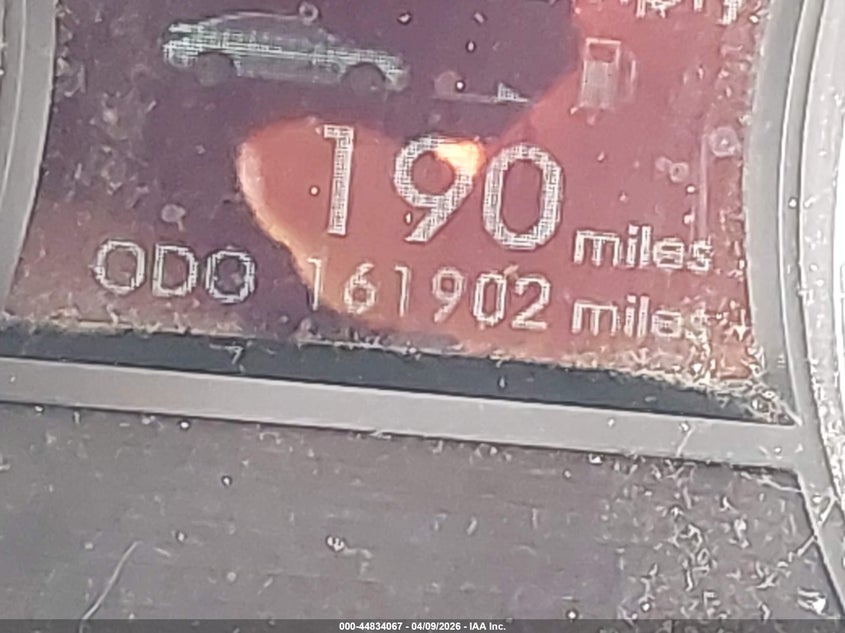 190 miles
ODO 161902 miles
000-44834067 - 04/09/2026 - IAA Inc.